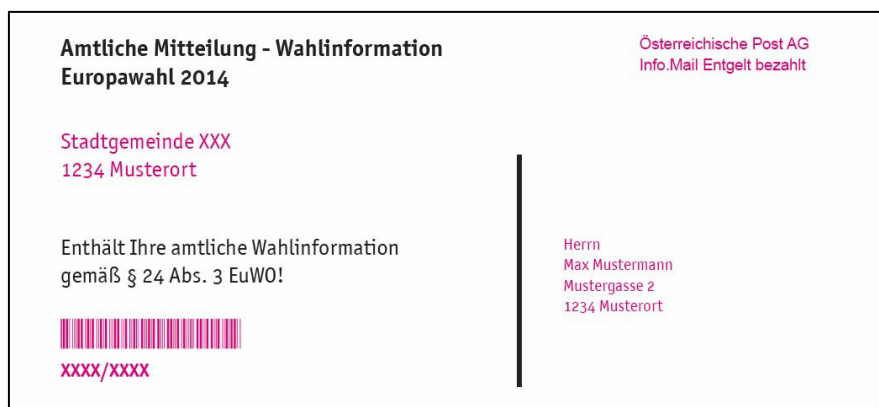 Amtliche Mitteilung - Wahlinformation
Europawahl 2014
Österreichische Post AG
Info.Mail Entgelt bezahlt
Stadtgemeinde XXX
1234 Musterort
Enthält Ihre amtliche Wahlinformation
gemäß § 24 Abs. 3 EuWO!
XXXX/XXXX
Herrn
Max Mustermann
Mustergasse 2
1234 Musterort